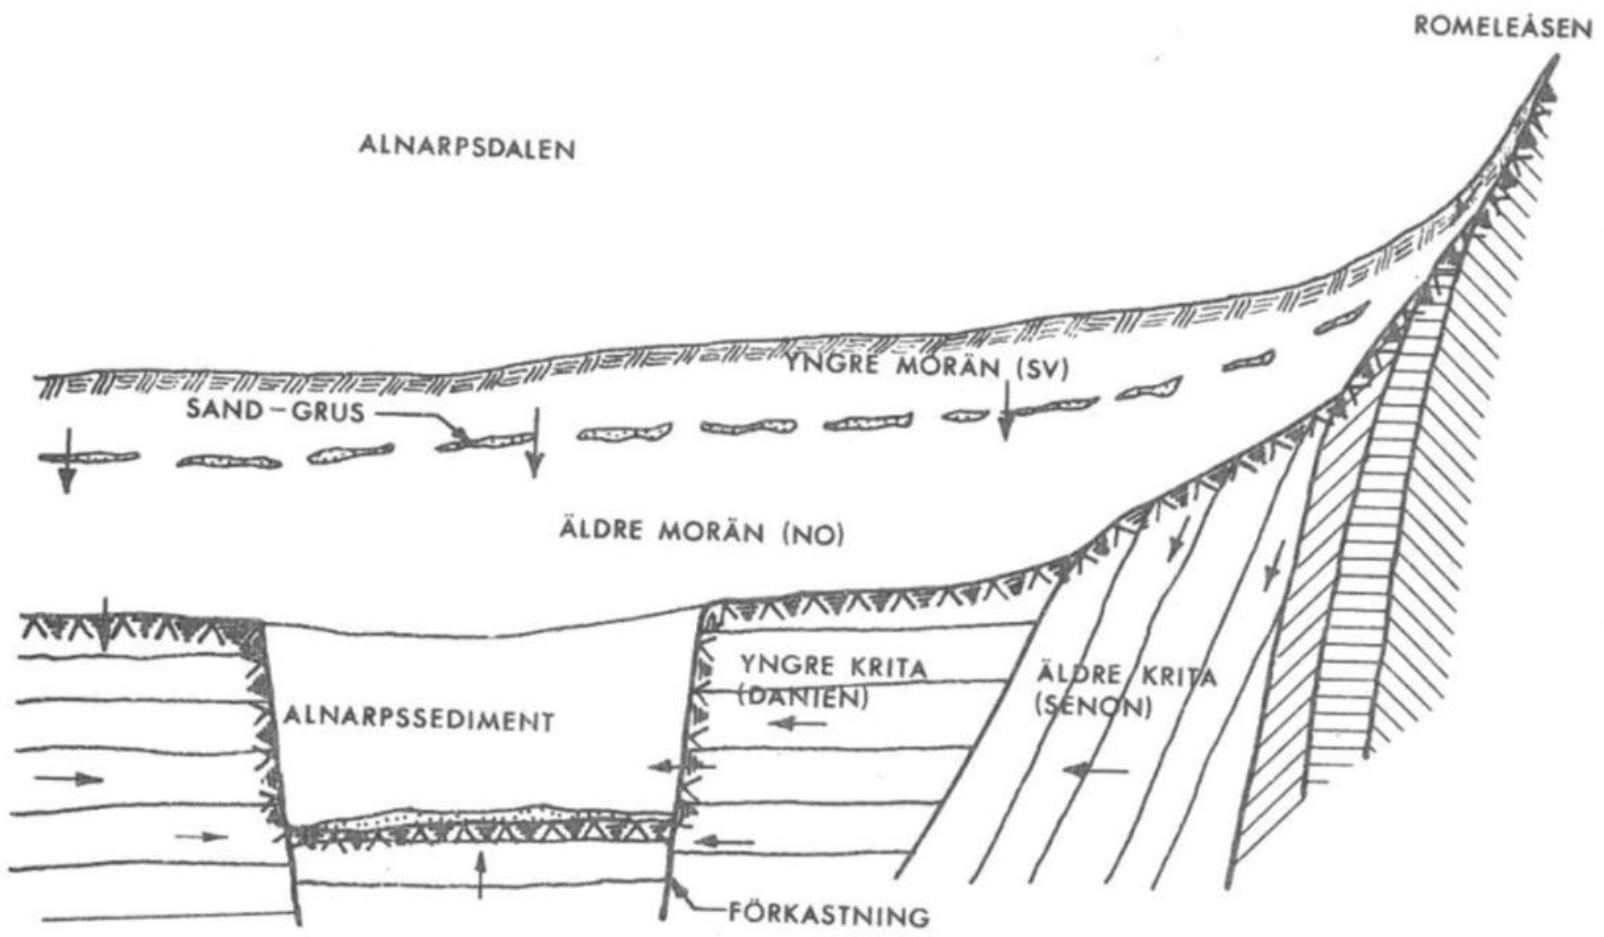 ROMELEÅSEN
ALNARPSDALEN
YNGRE MORÄN (SV)
SAND-GRUS
ÄLDRE MORÄN (NO)
YNGRE KRITA
(DANIEN)
ÄLDRE KRITA
(SENON)
ALNARPSSEDIMENT
FÖRKASTNING